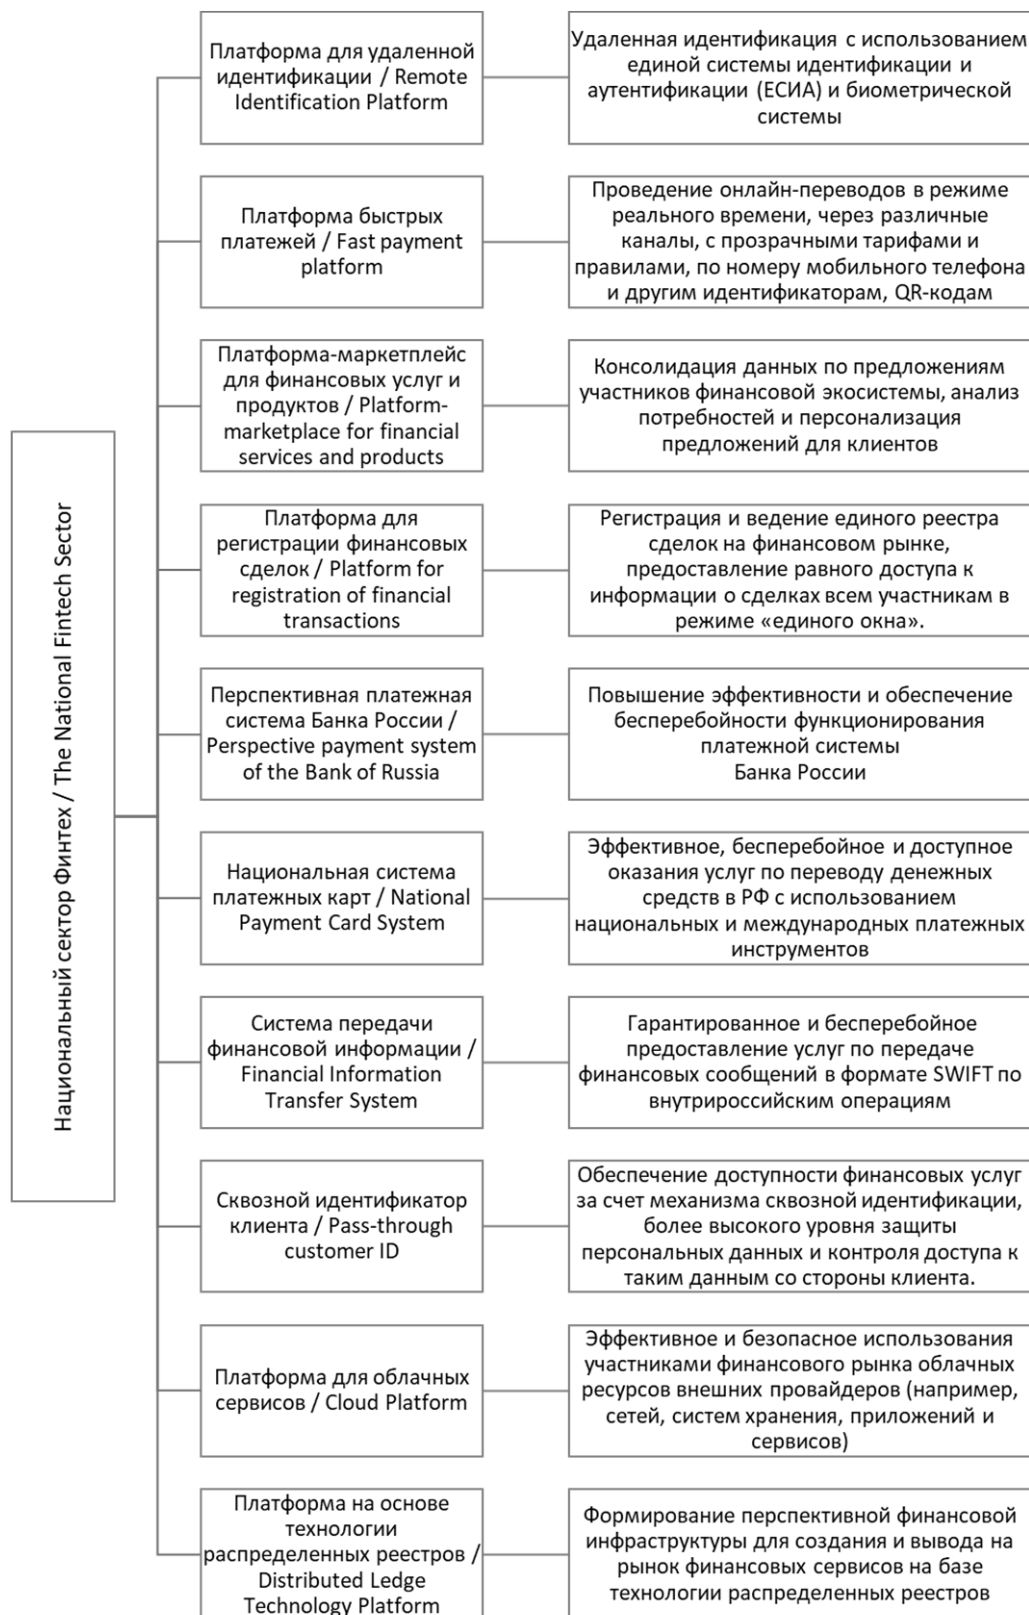 Платформа для удаленной
идентификации / Remote
Identification Platform
Удаленная идентификация с использованием
единой системы идентификации и
аутентификации (ЕСИА) и биометрической
системы
Платформа быстрых
платежей / Fast payment
platform
Проведение онлайн-переводов в режиме
реального времени, через различные
каналы, с прозрачными тарифами и
правилами, по номеру мобильного телефона
и другим идентификаторам, QR-кодам
Платформа-маркетплейс
для финансовых услуг и
продуктов / Platform-
marketplace for financial
services and products
Консолидация данных по предложениям
участников финансовой экосистемы, анализ
потребностей и персонализация
предложений для клиентов
Национальный сектор Финтех / The National Fintech Sector
Платформа для
регистрации финансовых
сделок / Platform for
registration of financial
transactions
Регистрация и ведение единого реестра
сделок на финансовом рынке,
предоставление равного доступа к
информации о сделках всем участникам в
режиме «единого окна».
Перспективная платежная
система Банка России /
Perspective payment system
of the Bank of Russia
Повышение эффективности и обеспечение
бесперебойности функционирования
платежной системы
Банка России
Национальная система
платежных карт / National
Payment Card System
Эффективное, бесперебойное и доступное
оказания услуг по переводу денежных
средств в РФ с использованием
национальных и международных платежных
инструментов
Система передачи
финансовой информации /
Financial Information
Transfer System
Гарантированное и бесперебойное
предоставление услуг по передаче
финансовых сообщений в формате SWIFT по
внутрироссийским операциям
Сквозной идентификатор
клиента / Pass-through
customer ID
Обеспечение доступности финансовых услуг
за счет механизма сквозной идентификации,
более высокого уровня защиты
персональных данных и контроля доступа к
таким данным со стороны клиента.
Платформа для облачных
сервисов / Cloud Platform
Эффективное и безопасное использования
участниками финансового рынка облачных
ресурсов внешних провайдеров (например,
сетей, систем хранения, приложений и
сервисов)
Платформа на основе
технологии
распределенных реестров /
Distributed Ledge
Technology Platform
Формирование перспективной финансовой
инфраструктуры для создания и вывода на
рынок финансовых сервисов на базе
технологии распределенных реестров